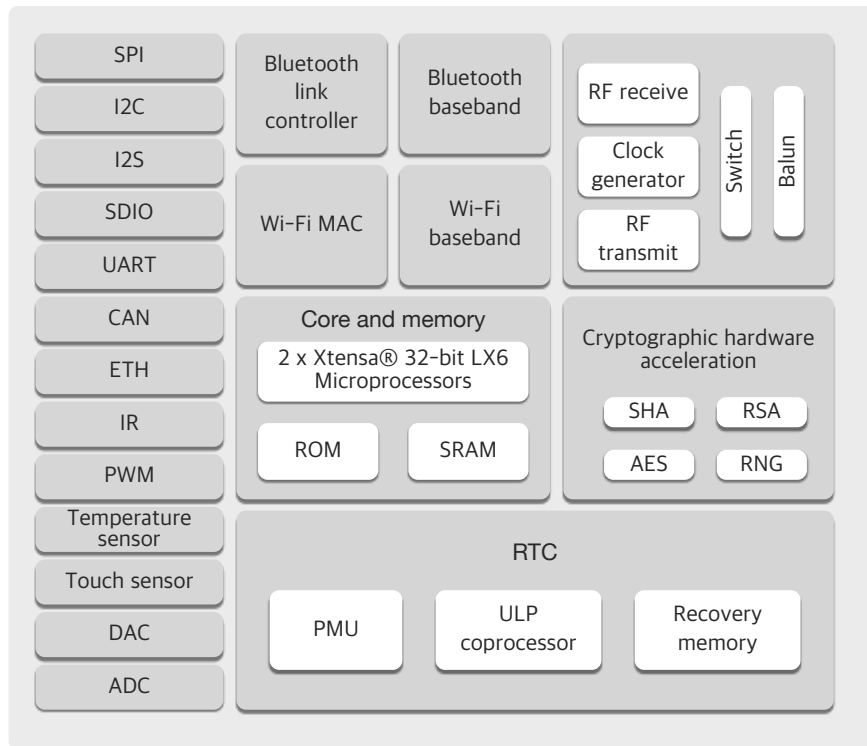 SPI
I2C
I2S
SDIO
UART
CAN
ETH
IR
PWM
Temperature
sensor
Touch sensor
DAC
ADC
Bluetooth
link
controller
Bluetooth
baseband
Wi-Fi MAC
Wi-Fi
baseband
RF receive
Clock
generator
RF
transmit
Switch
Balun
Core and memory
2 x Xtensa® 32-bit LX6
Microprocessors
ROM
SRAM
Cryptographic hardware
acceleration
SHA
RSA
AES
RNG
RTC
PMU
ULP
coprocessor
Recovery
memory